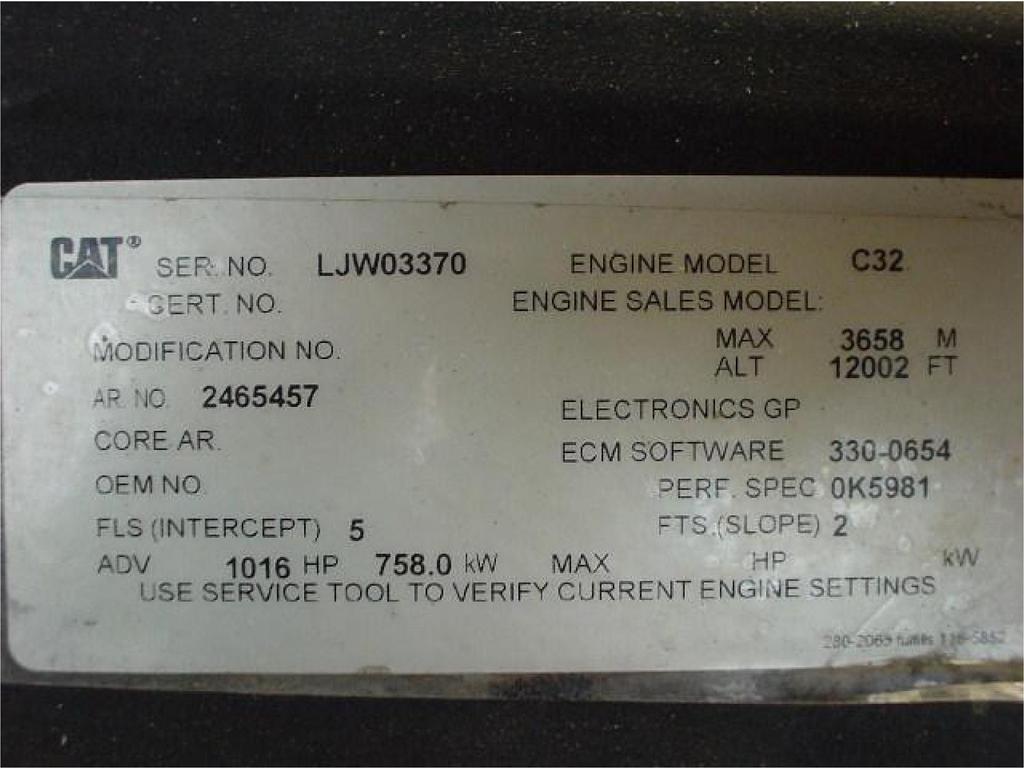 CAT® SER. NO. LJW03370 ENGINE MODEL C32
CERT. NO. ENGINE SALES MODEL:
MODIFICATION NO. MAX 3658 M
ALT 12002 FT
AR. NO. 2465457 ELECTRONICS GP
CORE AR. ECM SOFTWARE 330-0654
OEM NO. PERF. SPEC 0K5981
FLS (INTERCEPT) 5 FTS.(SLOPE) 2
ADV 1016 HP 758.0 kW MAX HP kW
USE SERVICE TOOL TO VERIFY CURRENT ENGINE SETTINGS